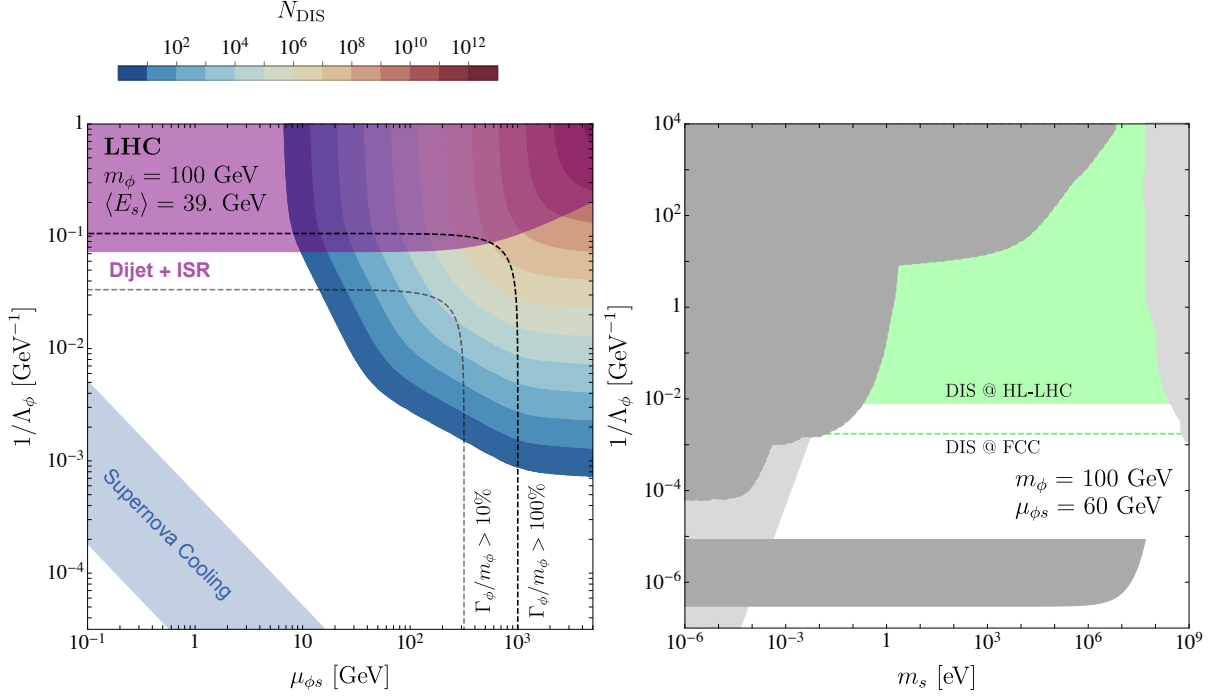 N_DIS
10^2 10^4 10^6 10^8 10^10 10^12
LHC
m_ϕ = 100 GeV
⟨E_s⟩ = 39. GeV
Dijet + ISR
Supernova Cooling
Γ_ϕ/m_ϕ > 10%
Γ_ϕ/m_ϕ > 100%
1
10^-1
10^-2
10^-3
10^-4
1/Λ_ϕ [GeV^-1]
10^-1 1 10 10^2 10^3
μ_ϕs [GeV]
10^4
10^2
1
10^-2
10^-4
10^-6
1/Λ_ϕ [GeV^-1]
DIS @ HL-LHC
DIS @ FCC
m_ϕ = 100 GeV
μ_ϕs = 60 GeV
10^-6 10^-3 1 10^3 10^6 10^9
m_s [eV]